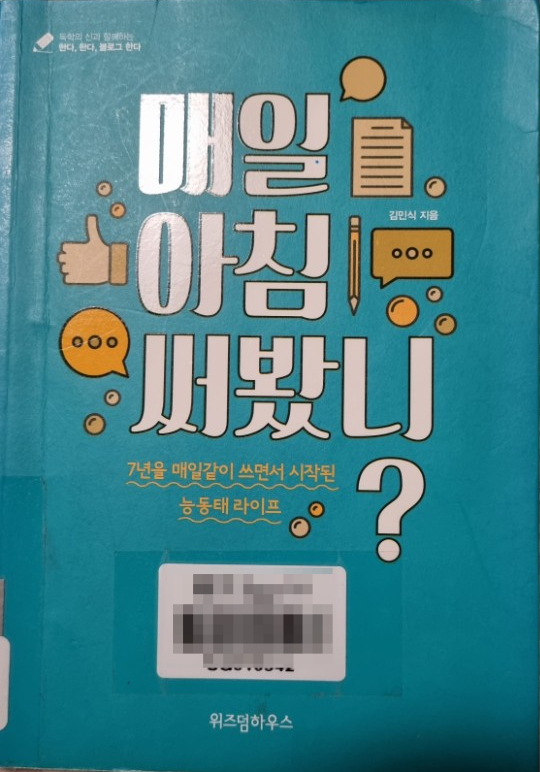 독학의 신과 함께하는
한다, 한다, 블로그 한다
매일
아침
써봤니
?
김민식 지음
7년을 매일같이 쓰면서 시작된
능동태 라이프
위즈덤하우스